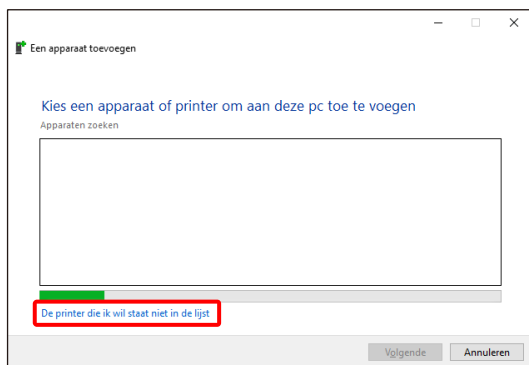 Een apparaat toevoegen
Kies een apparaat of printer om aan deze pc toe te voegen
Apparaten zoeken
De printer die ik wil staat niet in de lijst
Volgende
Annuleren